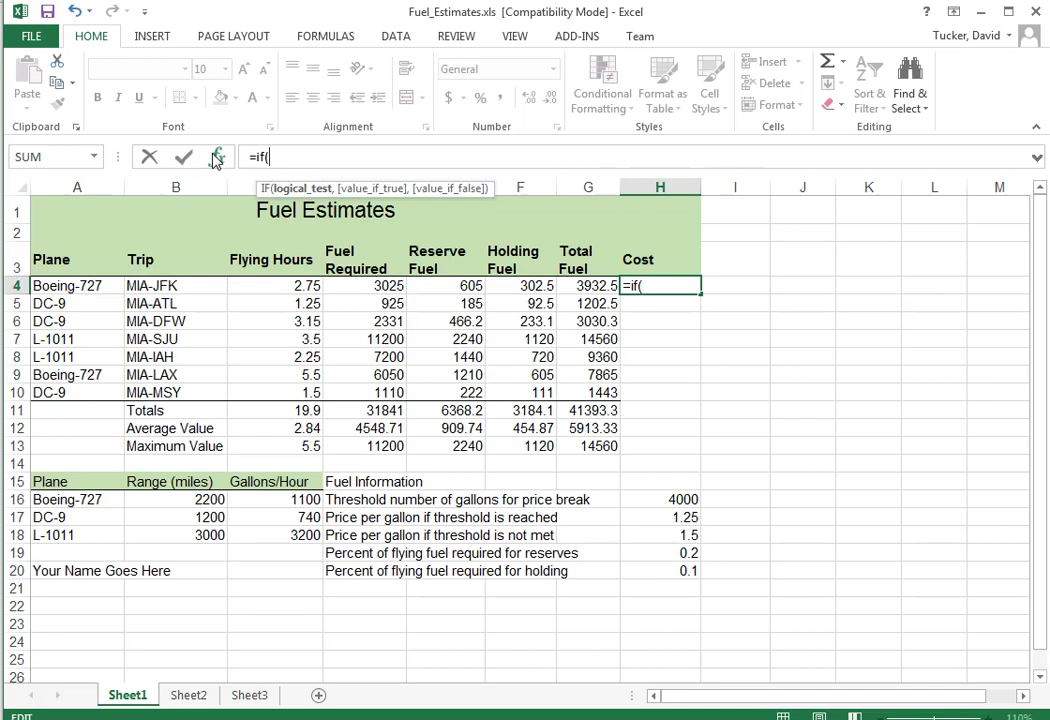 Fuel_Estimates.xls [Compatibility Mode] - Excel
FILE HOME INSERT PAGE LAYOUT FORMULAS DATA REVIEW VIEW ADD-INS Team Tucker, David
Paste 10 General Conditional Formatting Format as Table Cell Styles Insert Delete Format Sort & Filter Find & Select
Clipboard Font Alignment Number Styles Cells Editing
SUM =if(
IF(logical_test, [value_if_true], [value_if_false])
A B F G H I J K L M
1 Fuel Estimates
2
3 Plane Trip Flying Hours Fuel Required Reserve Fuel Holding Fuel Total Fuel Cost
4 Boeing-727 MIA-JFK 2.75 3025 605 302.5 3932.5 =if(
5 DC-9 MIA-ATL 1.25 925 185 92.5 1202.5
6 DC-9 MIA-DFW 3.15 2331 466.2 233.1 3030.3
7 L-1011 MIA-SJU 3.5 11200 2240 1120 14560
8 L-1011 MIA-IAH 2.25 7200 1440 720 9360
9 Boeing-727 MIA-LAX 5.5 6050 1210 605 7865
10 DC-9 MIA-MSY 1.5 1110 222 111 1443
11 Totals 19.9 31841 6368.2 3184.1 41393.3
12 Average Value 2.84 4548.71 909.74 454.87 5913.33
13 Maximum Value 5.5 11200 2240 1120 14560
14
15 Plane Range (miles) Gallons/Hour Fuel Information
16 Boeing-727 2200 1100 Threshold number of gallons for price break 4000
17 DC-9 1200 740 Price per gallon if threshold is reached 1.25
18 L-1011 3000 3200 Price per gallon if threshold is not met 1.5
19 Percent of flying fuel required for reserves 0.2
20 Your Name Goes Here Percent of flying fuel required for holding 0.1
21
22
23
24
25
26
Sheet1 Sheet2 Sheet3
EDIT 110%